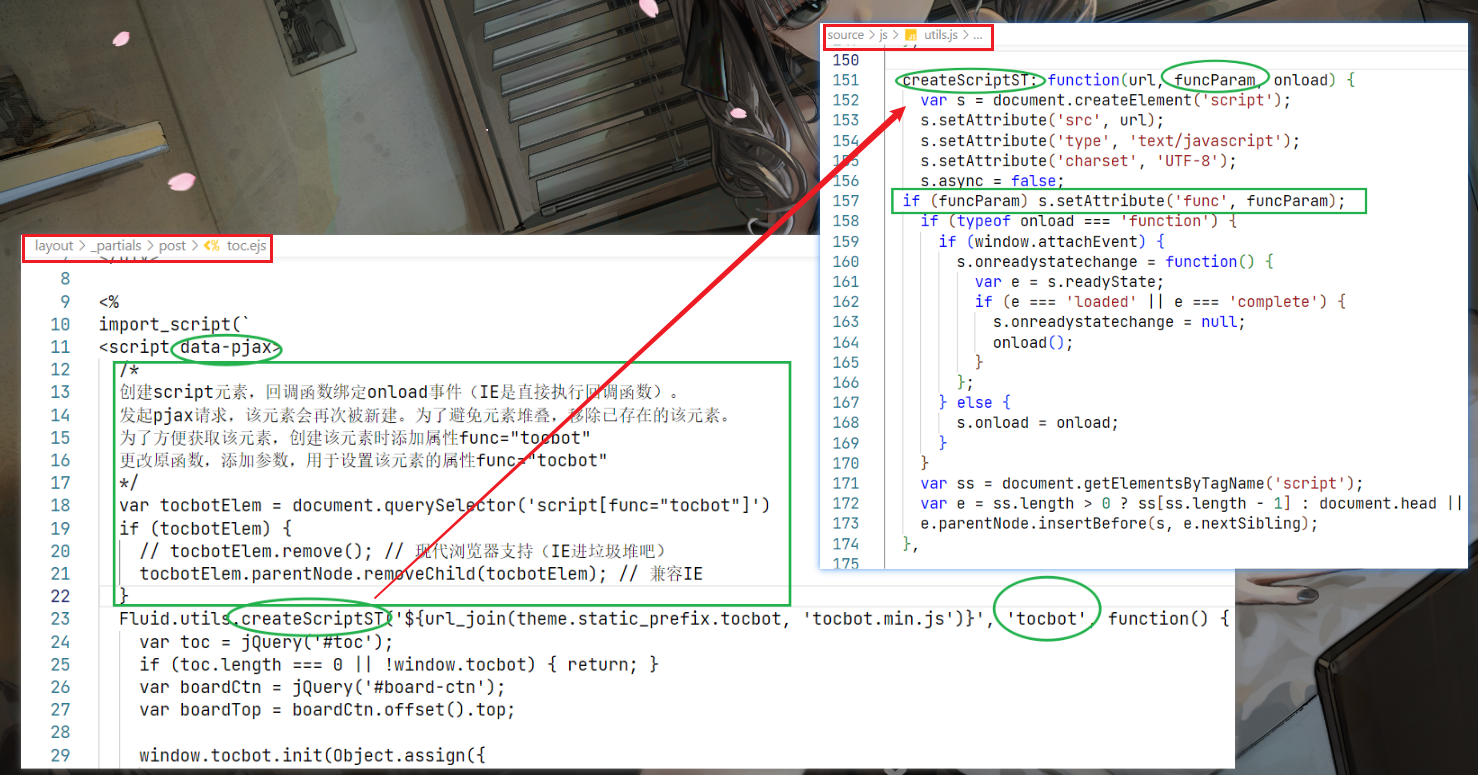 source > js > utils.js > ...
150
151 createScriptST: function(url, funcParam, onload) {
152 var s = document.createElement('script');
153 s.setAttribute('src', url);
154 s.setAttribute('type', 'text/javascript');
155 s.setAttribute('charset', 'UTF-8');
156 s.async = false;
157 if (funcParam) s.setAttribute('func', funcParam);
158 if (typeof onload === 'function') {
159 if (window.attachEvent) {
160 s.onreadystatechange = function() {
161 var e = s.readyState;
162 if (e === 'loaded' || e === 'complete') {
163 s.onreadystatechange = null;
164 onload();
165 }
166 };
167 } else {
168 s.onload = onload;
169 }
170 }
171 var ss = document.getElementsByTagName('script');
172 var e = ss.length > 0 ? ss[ss.length - 1] : document.head ||
173 e.parentNode.insertBefore(s, e.nextSibling);
174 },
175
layout > _partials > post > <% toc.ejs
8
9 <%
10 import_script(`
11 <script data-pjax>
12 /*
13 创建script元素，回调函数绑定onload事件（IE是直接执行回调函数）。
14 发起pjax请求，该元素会再次被新建。为了避免元素堆叠，移除已存在的该元素。
15 为了方便获取该元素，创建该元素时添加属性func="tocbot"
16 更改原函数，添加参数，用于设置该元素的属性func="tocbot"
17 */
18 var tocbotElem = document.querySelector('script[func="tocbot"]')
19 if (tocbotElem) {
20 // tocbotElem.remove(); // 现代浏览器支持（IE进垃圾堆吧）
21 tocbotElem.parentNode.removeChild(tocbotElem); // 兼容IE
22 }
23 Fluid.utils.createScriptST('${url_join(theme.static_prefix.tocbot, 'tocbot.min.js')}', 'tocbot', function() {
24 var toc = jQuery('#toc');
25 if (toc.length === 0 || !window.tocbot) { return; }
26 var boardCtn = jQuery('#board-ctn');
27 var boardTop = boardCtn.offset().top;
28
29 window.tocbot.init(Object.assign({